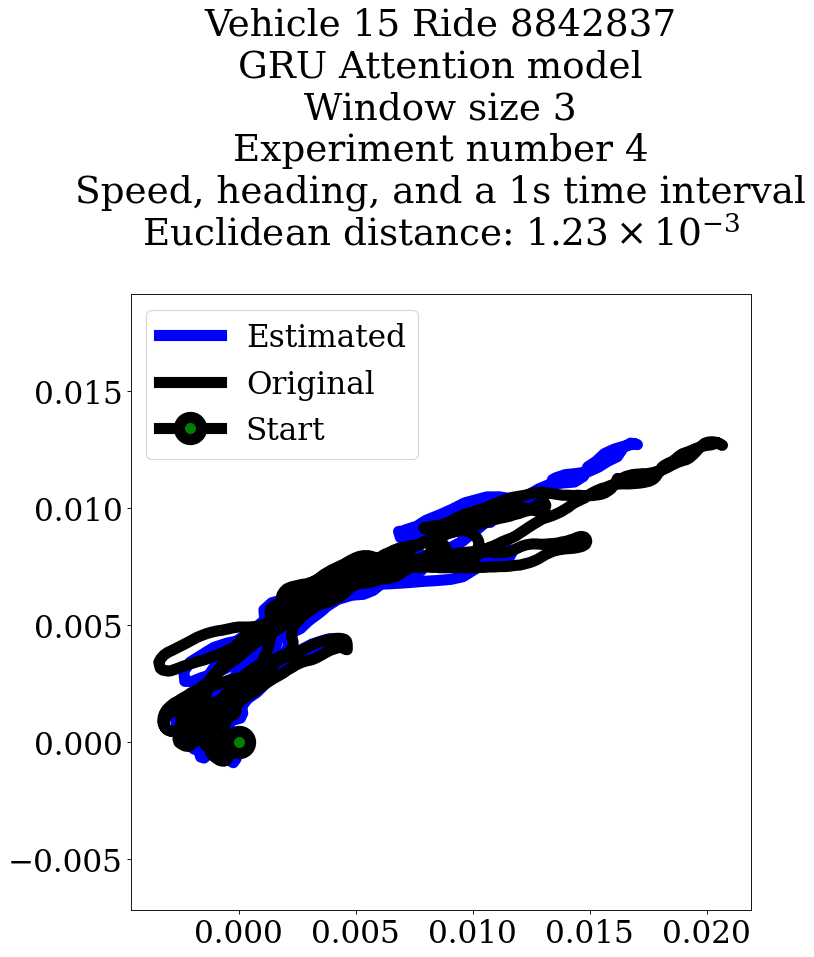 Vehicle 15 Ride 8842837
GRU Attention model
Window size 3
Experiment number 4
Speed, heading, and a 1s time interval
Euclidean distance: 1.23 × 10⁻³
Estimated
Original
Start
0.015
0.010
0.005
0.000
−0.005
0.000 0.005 0.010 0.015 0.020